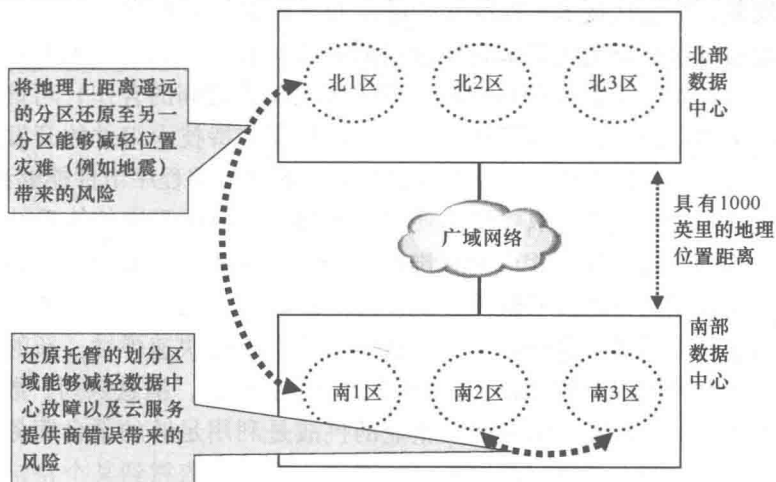 北1区
北2区
北3区
北部
数据
中心
将地理上距离遥远
的分区还原至另一
分区能够减轻位置
灾难（例如地震）
带来的风险
广域网络
具有1000
英里的地理
位置距离
还原托管的划分区
域能够减轻数据中
心故障以及云服务
提供商错误带来的
风险
南1区
南2区
南3区
南部
数据
中心